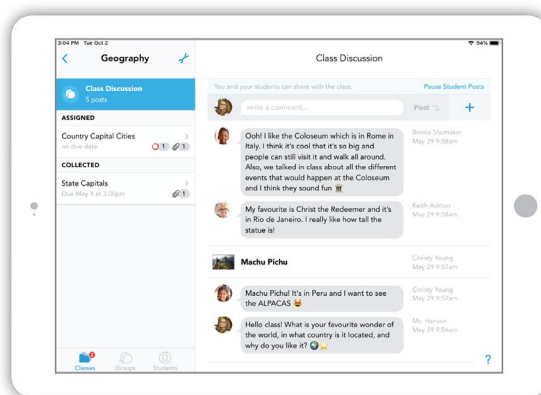 3:04 PM Tue Oct 2
94%
Geography
Class Discussion
5 posts
ASSIGNED
Country Capital Cities
no due date
1 1
COLLECTED
State Capitals
Due May 9 at 3:00pm
1
2
Classes
Groups
Students
Class Discussion
You and your students can share with the class.
Pause Student Posts
write a comment...
Post
+
Ooh! I like the Coloseum which is in Rome in
Italy. I think it's cool that it's so big and
people can still visit it and walk all around.
Also, we talked in class about all the different
events that would happen at the Coloseum
and I think they sound fun 🏛
Brinna Shumaker
May 29 9:58am
My favourite is Christ the Redeemer and it's
in Rio de Janeiro. I really like how tall the
statue is!
Keith Ashton
May 29 9:58am
Machu Pichu
Christy Young
May 29 9:57am
Machu Pichu! It's in Peru and I want to see
the ALPACAS 😻
Christy Young
May 29 9:57am
Hello class! What is your favourite wonder of
the world, in what country is it located, and
why do you like it? 🌍⭐
Ms. Hansen
May 29 9:56am
?